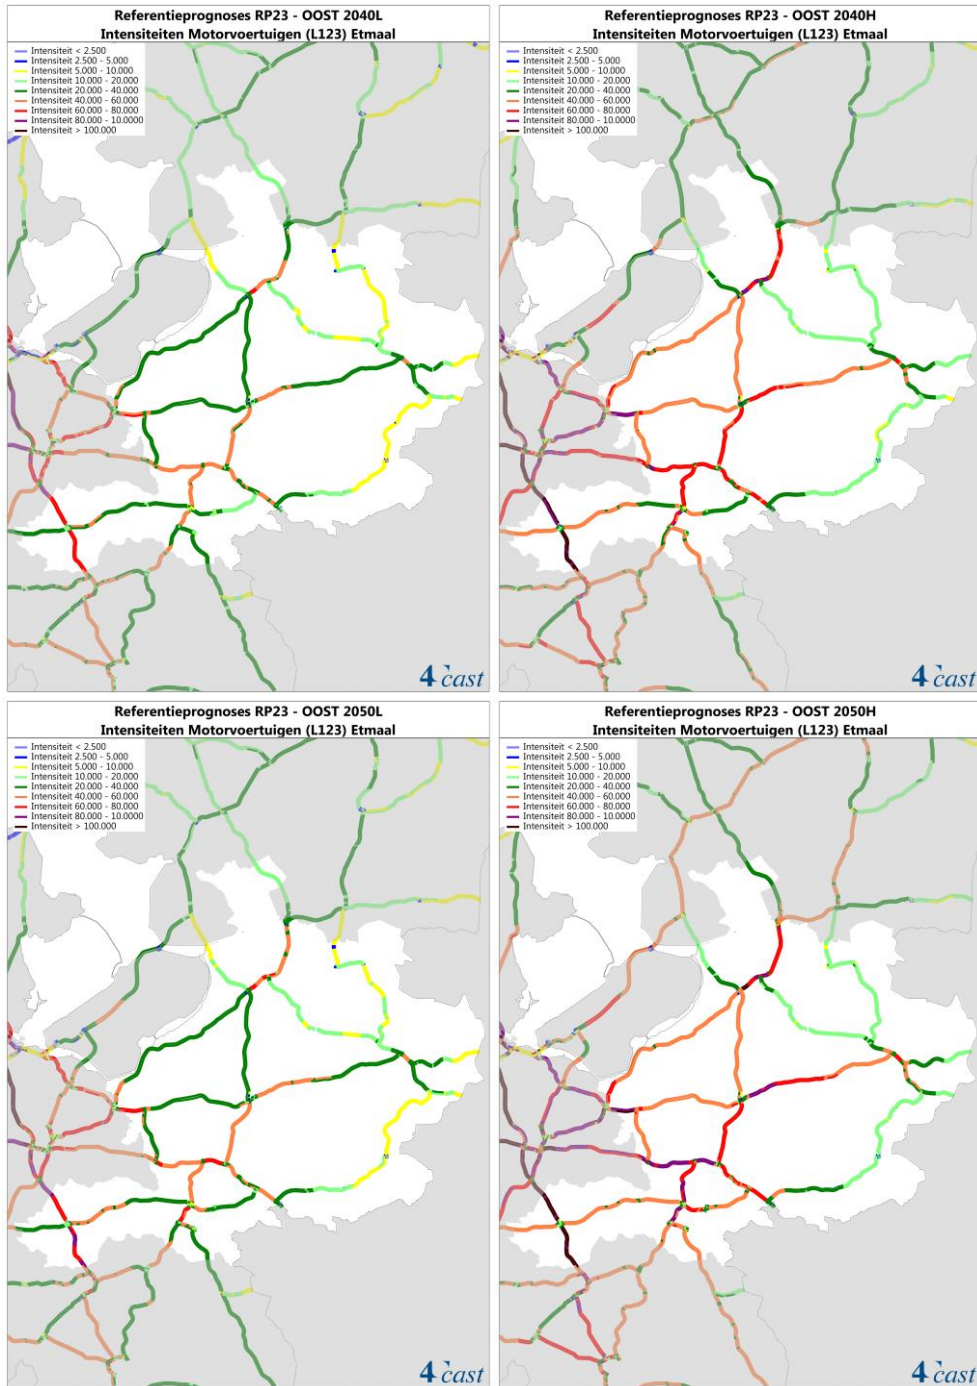 Referentieprognoses RP23 - OOST 2040L
Intensiteiten Motorvoertuigen (L123) Etmaal
Intensiteit < 2.500
Intensiteit 2.500 - 5.000
Intensiteit 5.000 - 10.000
Intensiteit 10.000 - 20.000
Intensiteit 20.000 - 40.000
Intensiteit 40.000 - 60.000
Intensiteit 60.000 - 80.000
Intensiteit 80.000 - 10.0000
Intensiteit > 100.000
4cast
Referentieprognoses RP23 - OOST 2040H
Intensiteiten Motorvoertuigen (L123) Etmaal
Intensiteit < 2.500
Intensiteit 2.500 - 5.000
Intensiteit 5.000 - 10.000
Intensiteit 10.000 - 20.000
Intensiteit 20.000 - 40.000
Intensiteit 40.000 - 60.000
Intensiteit 60.000 - 80.000
Intensiteit 80.000 - 10.0000
Intensiteit > 100.000
4cast
Referentieprognoses RP23 - OOST 2050L
Intensiteiten Motorvoertuigen (L123) Etmaal
Intensiteit < 2.500
Intensiteit 2.500 - 5.000
Intensiteit 5.000 - 10.000
Intensiteit 10.000 - 20.000
Intensiteit 20.000 - 40.000
Intensiteit 40.000 - 60.000
Intensiteit 60.000 - 80.000
Intensiteit 80.000 - 10.0000
Intensiteit > 100.000
4cast
Referentieprognoses RP23 - OOST 2050H
Intensiteiten Motorvoertuigen (L123) Etmaal
Intensiteit < 2.500
Intensiteit 2.500 - 5.000
Intensiteit 5.000 - 10.000
Intensiteit 10.000 - 20.000
Intensiteit 20.000 - 40.000
Intensiteit 40.000 - 60.000
Intensiteit 60.000 - 80.000
Intensiteit 80.000 - 10.0000
Intensiteit > 100.000
4cast